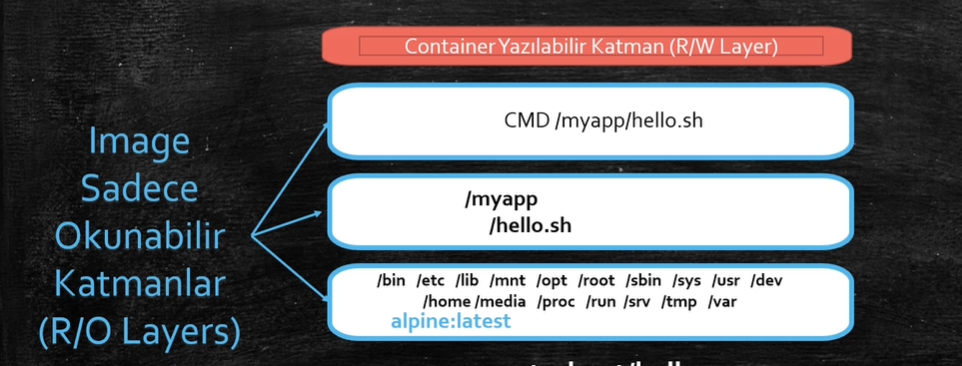 Container Yazılabilir Katman (R/W Layer)
CMD /myapp/hello.sh
Image
Sadece
Okunabilir
Katmanlar
(R/O Layers)
/myapp
/hello.sh
/bin /etc /lib /mnt /opt /root /sbin /sys /usr /dev
/home /media /proc /run /srv /tmp /var
alpine:latest